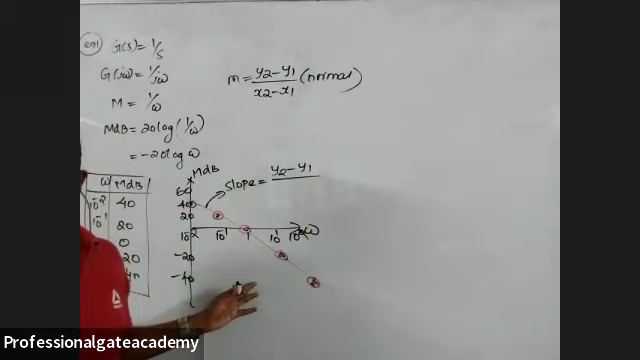 eg1
G(s) = 1/s
G(jω) = 1/jω
M = 1/ω
MdB = 20log(1/ω)
= -20log ω
m = y2-y1/x2-x1 (normal)
ω MdB
10^-2 40
10^-1 20
0
-20
MdB
slope = y2-y1
60
40
20
10^-2 10^-1 1 10^1 10^2 ω
-20
-40
Professionalgateacademy